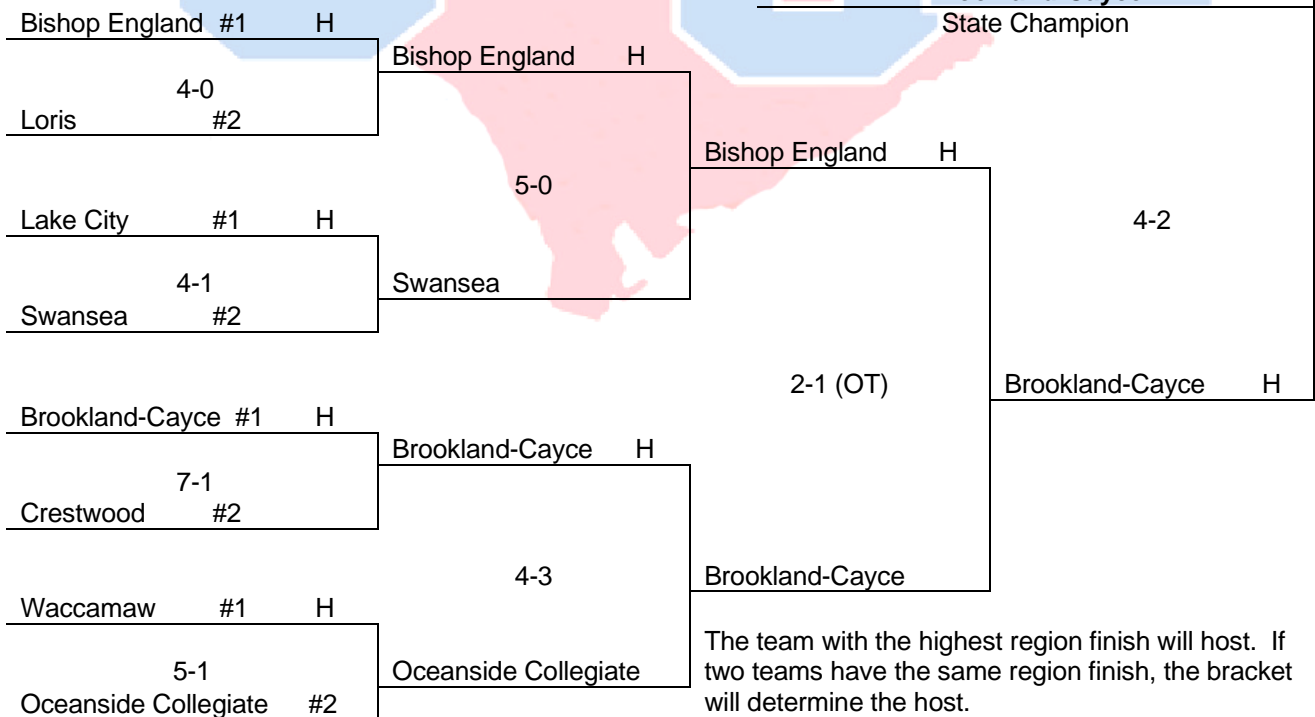 Bishop England #1 H
State Champion
Bishop England H
4-0
Loris #2
Bishop England H
5-0
Lake City #1 H
4-2
4-1
Swansea
Swansea #2
2-1 (OT)
Brookland-Cayce H
Brookland-Cayce #1 H
Brookland-Cayce H
7-1
Crestwood #2
4-3
Brookland-Cayce
Waccamaw #1 H
The team with the highest region finish will host. If
two teams have the same region finish, the bracket
will determine the host.
5-1
Oceanside Collegiate
Oceanside Collegiate #2